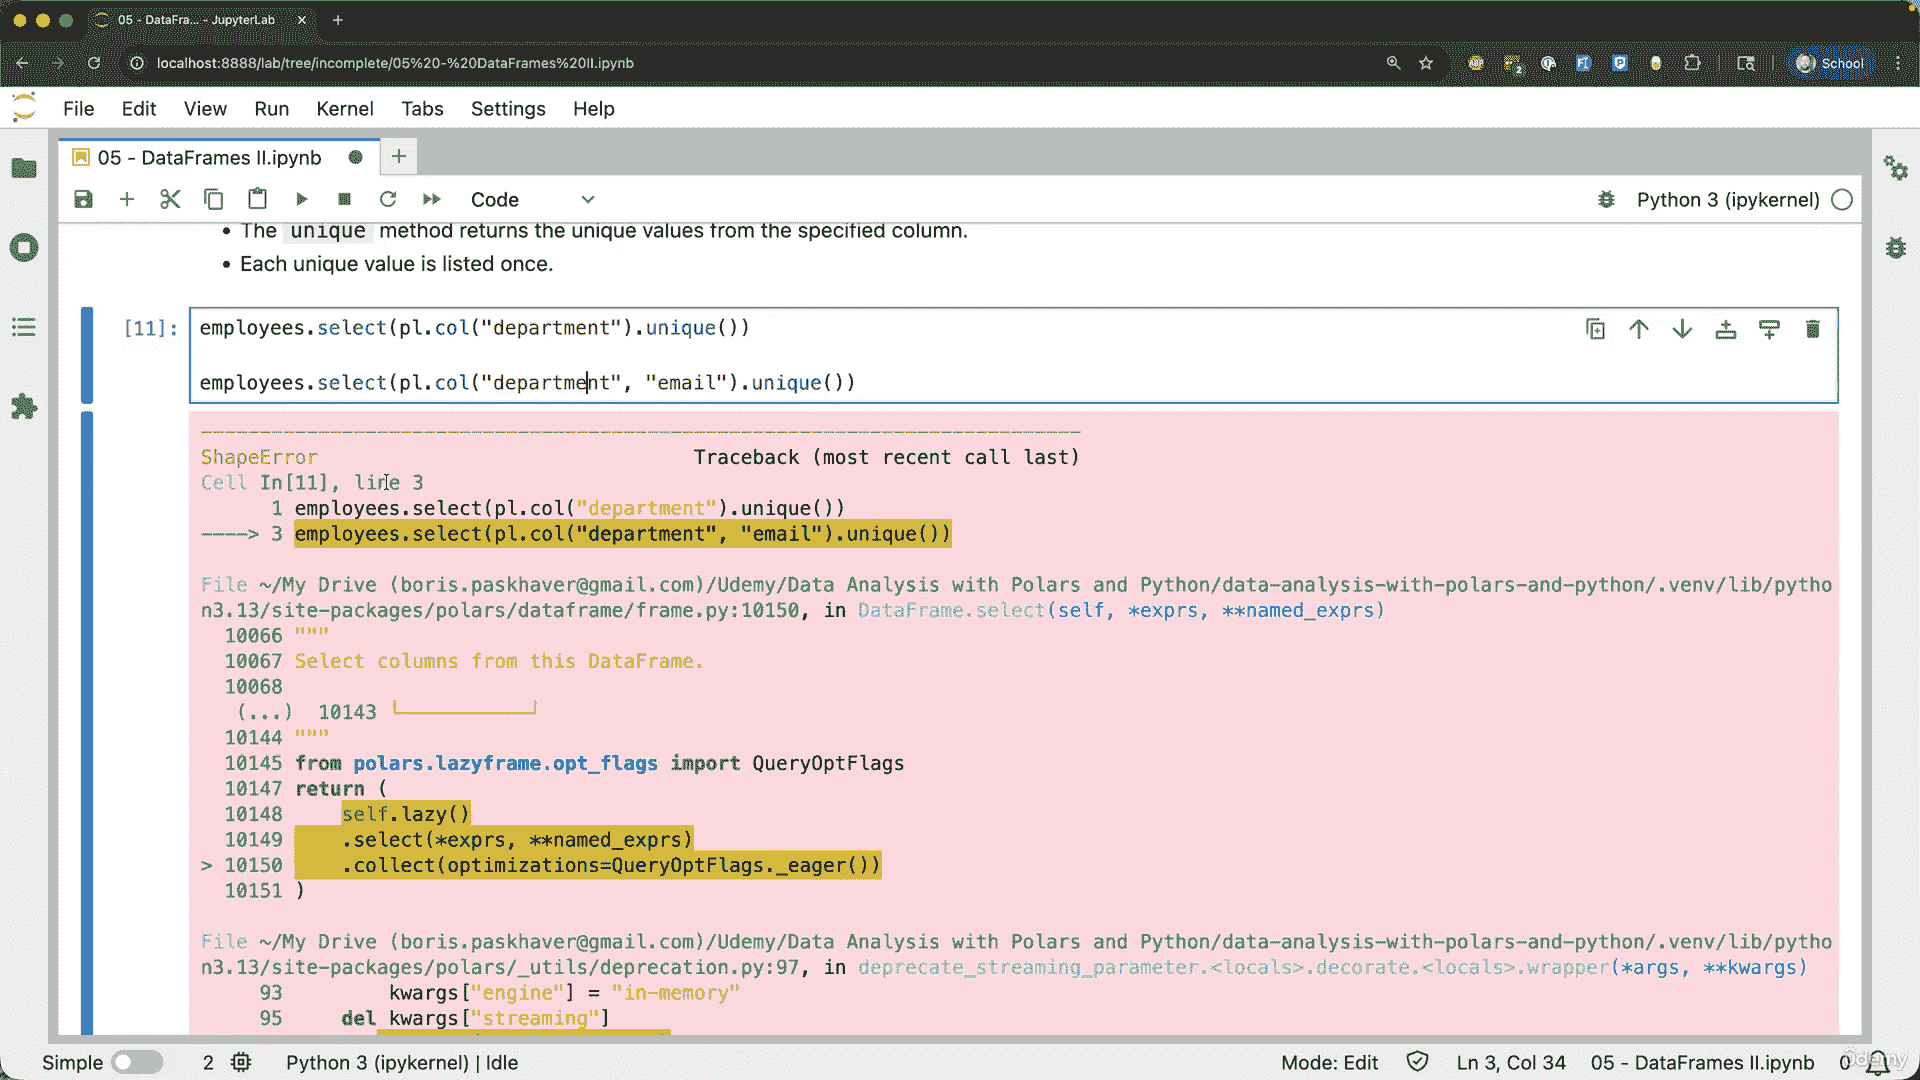 05 - DataFra... - JupyterLab
localhost:8888/lab/tree/incomplete/05%20-%20DataFrames%20II.ipynb
ABP
2
School
File Edit View Run Kernel Tabs Settings Help
05 - DataFrames II.ipynb
Code
Python 3 (ipykernel)
• The unique method returns the unique values from the specified column.
• Each unique value is listed once.
[11]:
employees.select(pl.col("department").unique())
employees.select(pl.col("department", "email").unique())
--------------------------------------------------------------------------
ShapeError Traceback (most recent call last)
Cell In[11], line 3
1 employees.select(pl.col("department").unique())
----> 3 employees.select(pl.col("department", "email").unique())
File ~/My Drive (boris.paskhaver@gmail.com)/Udemy/Data Analysis with Polars and Python/data-analysis-with-polars-and-python/.venv/lib/pytho
n3.13/site-packages/polars/dataframe/frame.py:10150, in DataFrame.select(self, *exprs, **named_exprs)
10066 """
10067 Select columns from this DataFrame.
10068
(...) 10143 └────────────┘
10144 """
10145 from polars.lazyframe.opt_flags import QueryOptFlags
10147 return (
10148 self.lazy()
10149 .select(*exprs, **named_exprs)
> 10150 .collect(optimizations=QueryOptFlags._eager())
10151 )
File ~/My Drive (boris.paskhaver@gmail.com)/Udemy/Data Analysis with Polars and Python/data-analysis-with-polars-and-python/.venv/lib/pytho
n3.13/site-packages/polars/_utils/deprecation.py:97, in deprecate_streaming_parameter.<locals>.decorate.<locals>.wrapper(*args, **kwargs)
93 kwargs["engine"] = "in-memory"
95 del kwargs["streaming"]
Simple 2 Python 3 (ipykernel) | Idle Mode: Edit Ln 3, Col 34 05 - DataFrames II.ipynb 0
Udemy